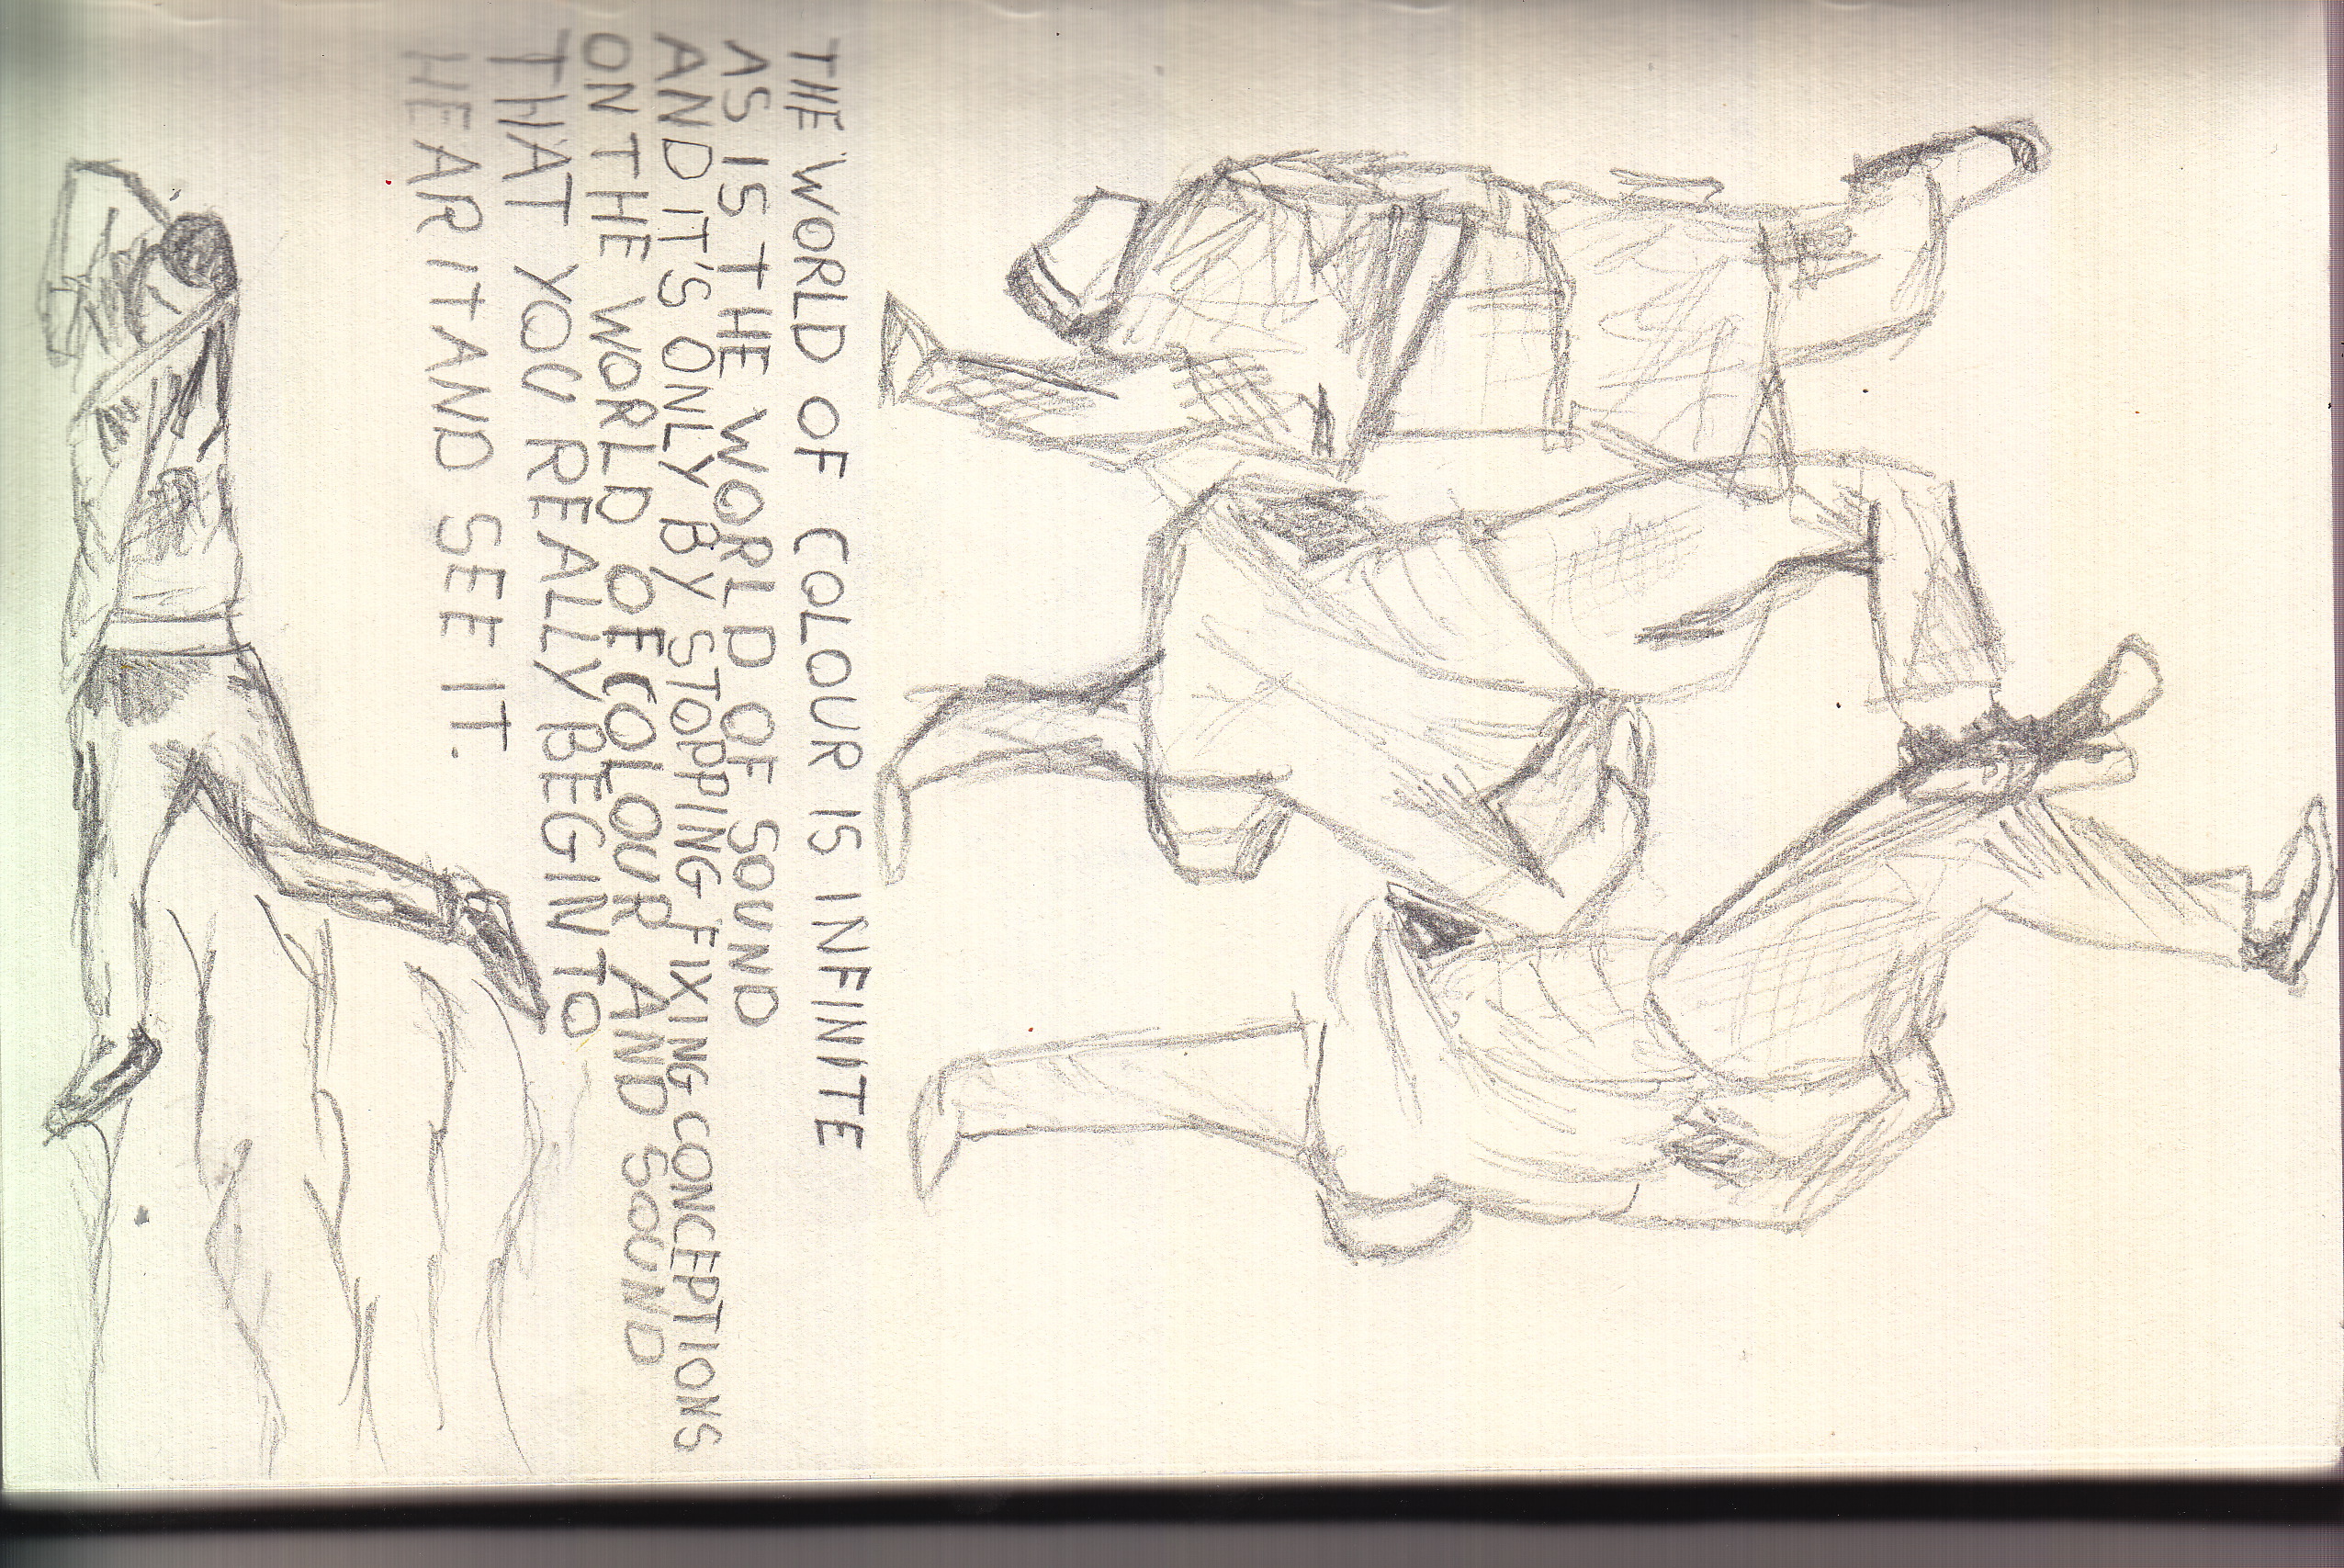 THE WORLD OF COLOUR IS INFINITE
AS IS THE WORLD OF SOUND
AND IT'S ONLY BY STOPPING FIXING CONCEPTIONS
ON THE WORLD OF COLOUR AND SOUND
THAT YOU REALLY BEGIN TO
HEAR IT AND SEE IT.